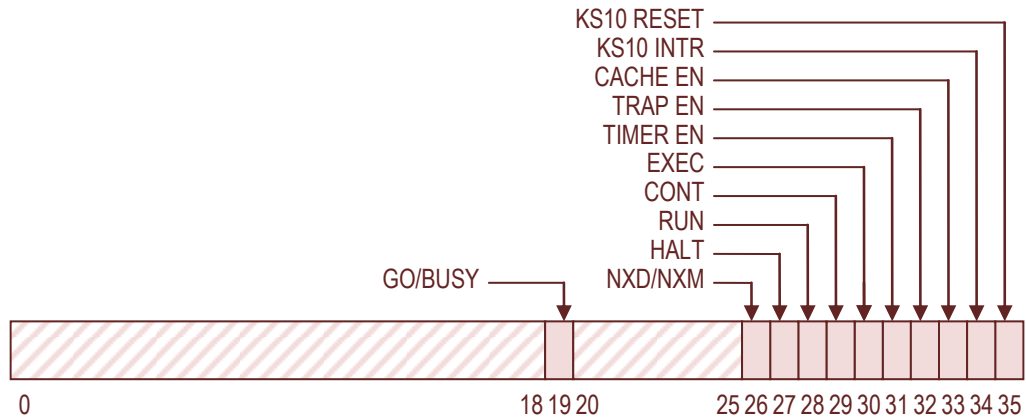 KS10 RESET
KS10 INTR
CACHE EN
TRAP EN
TIMER EN
EXEC
CONT
RUN
HALT
GO/BUSY NXD/NXM
0 18 19 20 25 26 27 28 29 30 31 32 33 34 35